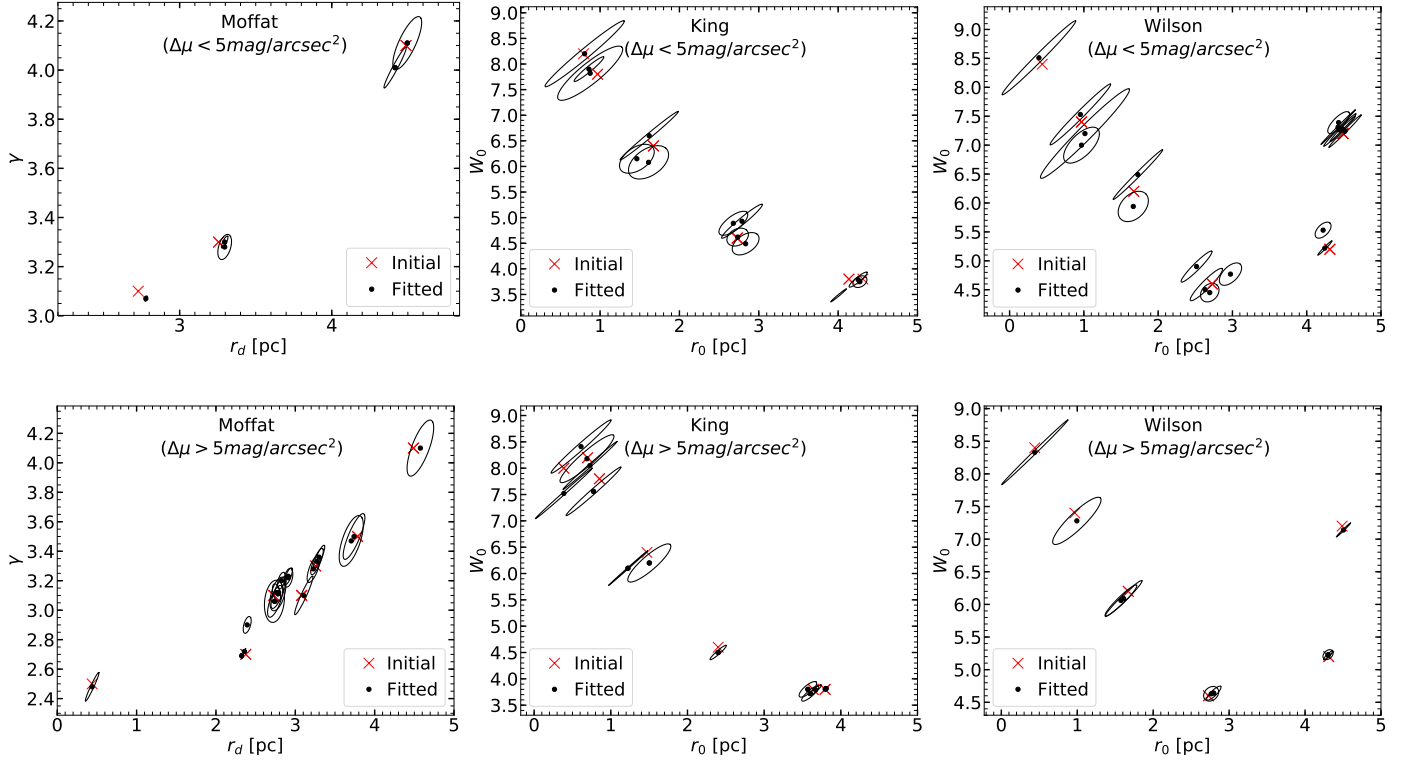 Moffat
(Δμ < 5mag/arcsec²)
4.2
4.0
3.8
3.6
3.4
3.2
3.0
γ
3
4
r_d [pc]
Initial
Fitted
King
(Δμ < 5mag/arcsec²)
9.0
8.5
8.0
7.5
7.0
6.5
6.0
5.5
5.0
4.5
4.0
3.5
W₀
0
1
2
3
4
5
r₀ [pc]
Initial
Fitted
Wilson
(Δμ < 5mag/arcsec²)
9.0
8.5
8.0
7.5
7.0
6.5
6.0
5.5
5.0
4.5
W₀
0
1
2
3
4
5
r₀ [pc]
Initial
Fitted
Moffat
(Δμ > 5mag/arcsec²)
4.2
4.0
3.8
3.6
3.4
3.2
3.0
2.8
2.6
2.4
γ
0
1
2
3
4
5
r_d [pc]
Initial
Fitted
King
(Δμ > 5mag/arcsec²)
9.0
8.5
8.0
7.5
7.0
6.5
6.0
5.5
5.0
4.5
4.0
3.5
W₀
0
1
2
3
4
5
r₀ [pc]
Initial
Fitted
Wilson
(Δμ > 5mag/arcsec²)
9.0
8.5
8.0
7.5
7.0
6.5
6.0
5.5
5.0
4.5
W₀
0
1
2
3
4
5
r₀ [pc]
Initial
Fitted